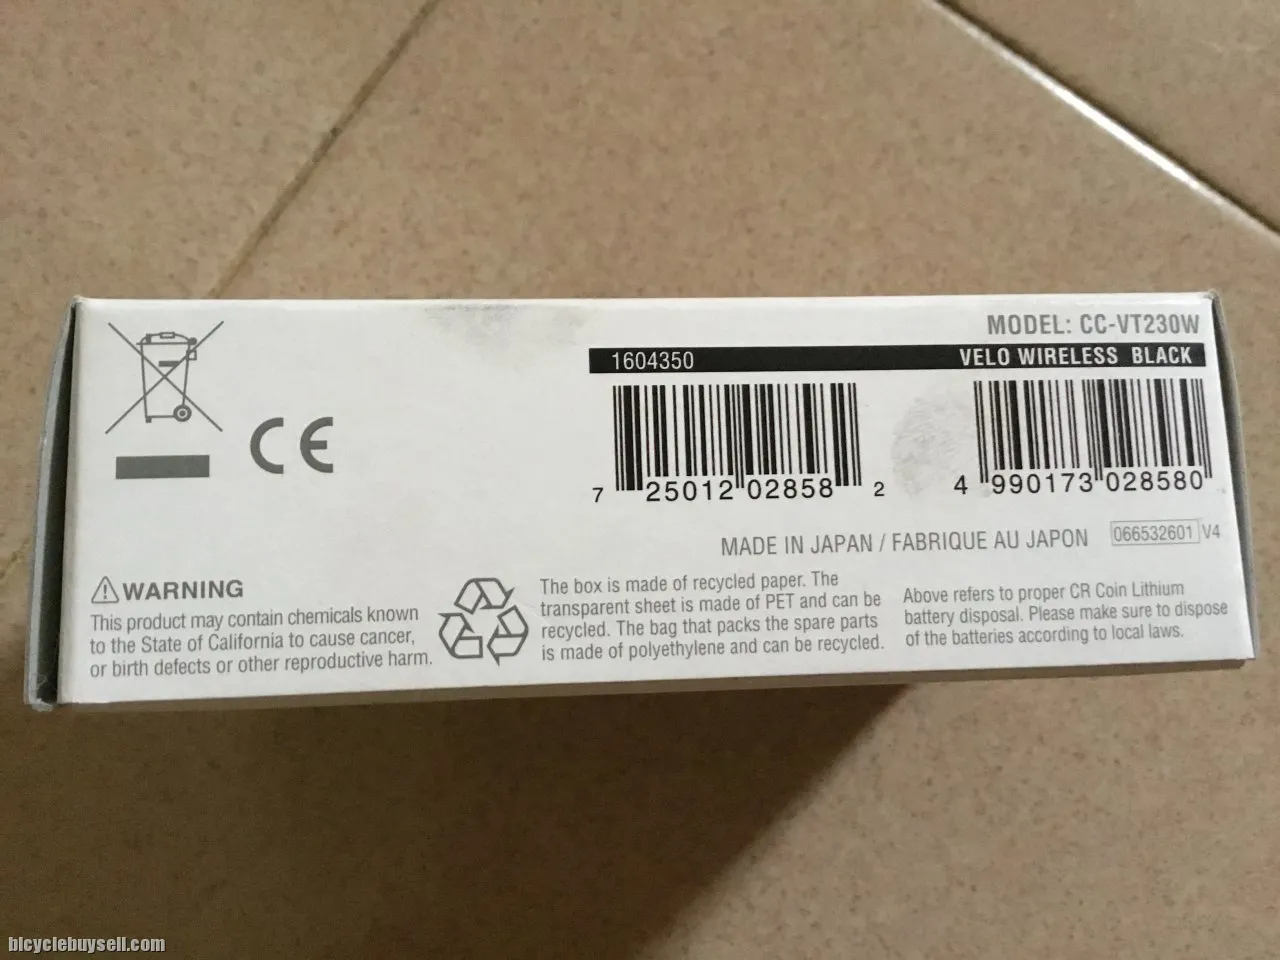 MODEL: CC-VT230W
1604350 VELO WIRELESS BLACK
7 25012 02858 2
4 990173 028580
CE
MADE IN JAPAN / FABRIQUE AU JAPON 066532601 V4
WARNING
This product may contain chemicals known
to the State of California to cause cancer,
or birth defects or other reproductive harm.
The box is made of recycled paper. The
transparent sheet is made of PET and can be
recycled. The bag that packs the spare parts
is made of polyethylene and can be recycled.
Above refers to proper CR Coin Lithium
battery disposal. Please make sure to dispose
of the batteries according to local laws.
bicyclebuysell.com